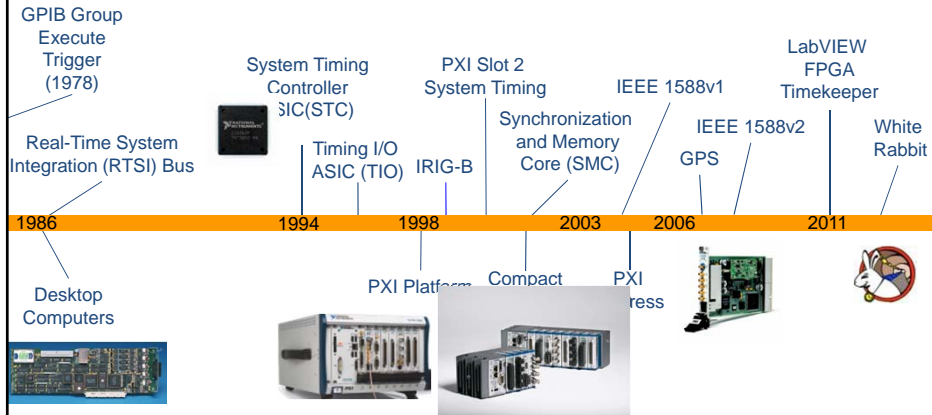 GPIB Group
Execute
Trigger
(1978)
Real-Time System
Integration (RTSI) Bus
System Timing
Controller
SIC(STC)
Timing I/O
ASIC (TIO)
IRIG-B
PXI Slot 2
System Timing
Synchronization
and Memory
Core (SMC)
IEEE 1588v1
GPS
IEEE 1588v2
LabVIEW
FPGA
Timekeeper
White
Rabbit
1986
1994
1998
2003
2006
2011
Desktop
Computers
PXI Platform
Compact
PXI
ress
NATIONAL
INSTRUMENTS